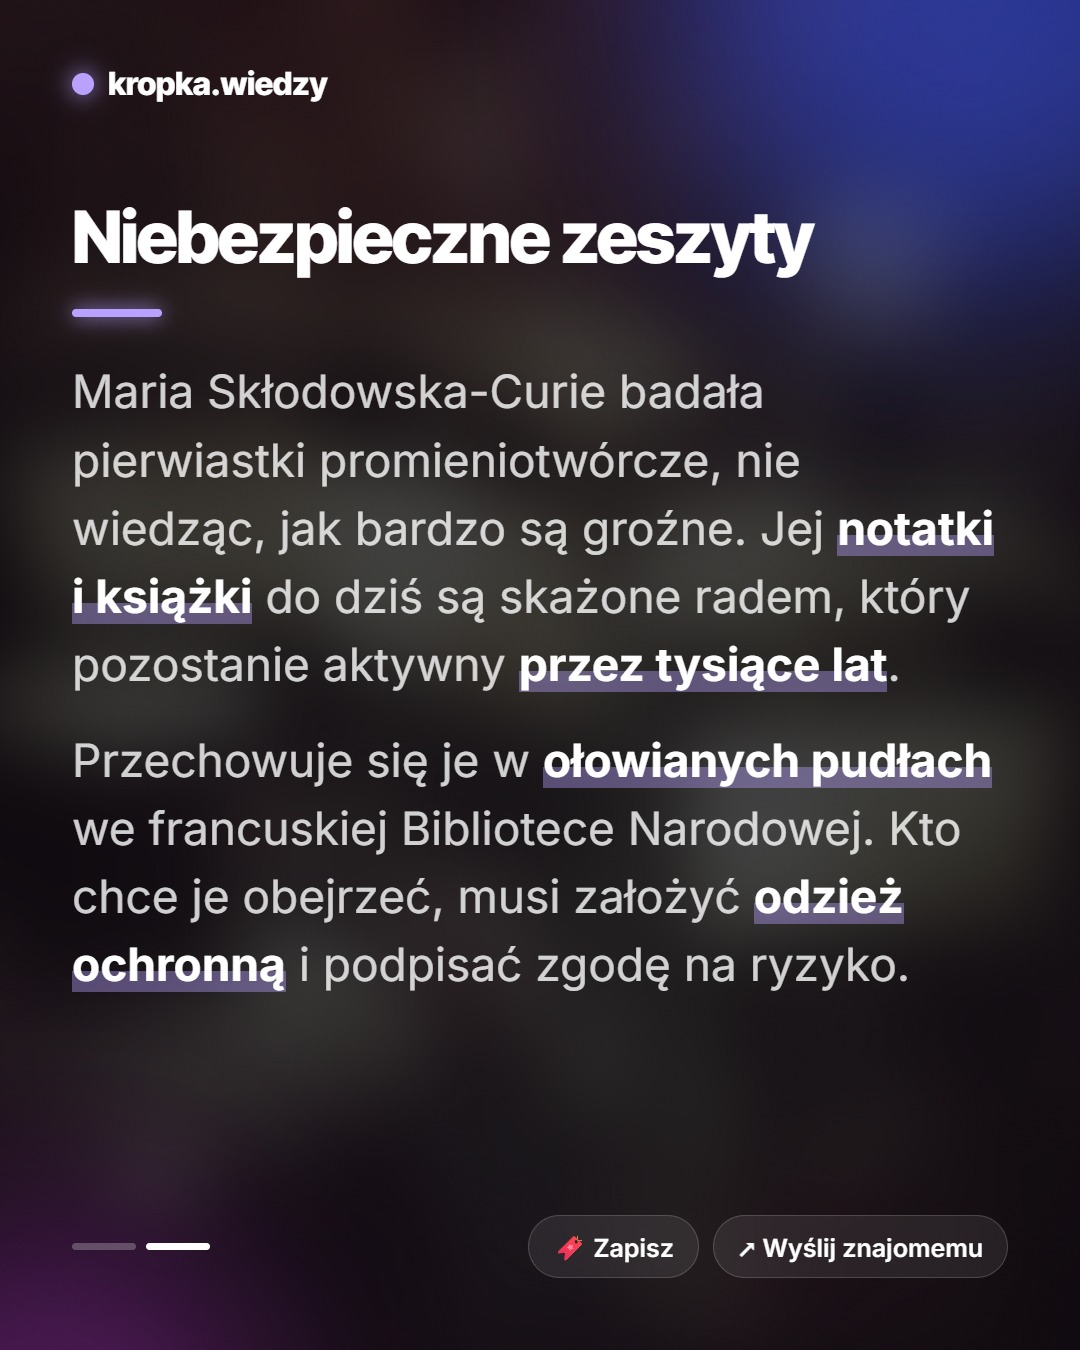 kropka.wiedzy
Niebezpieczne zeszyty
Maria Skłodowska-Curie badała
pierwiastki promieniotwórcze, nie
wiedząc, jak bardzo są groźne. Jej notatki
i książki do dziś są skażone radem, który
pozostanie aktywny przez tysiące lat.
Przechowuje się je w ołowianych pudłach
we francuskiej Bibliotece Narodowej. Kto
chce je obejrzeć, musi założyć odzież
ochronną i podpisać zgodę na ryzyko.
Zapisz
↗ Wyślij znajomemu